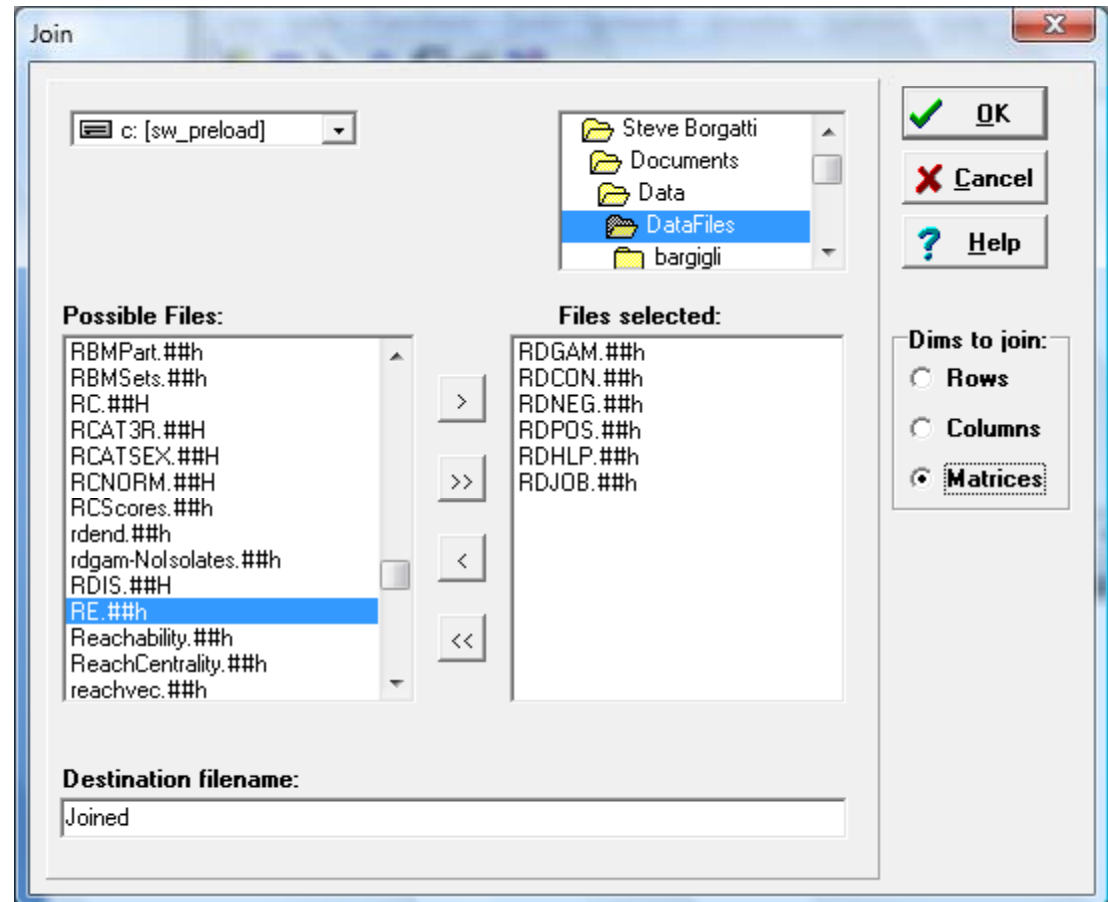 Join
c: [sw_preload]
Steve Borgatti
Documents
Data
DataFiles
bargigli
OK
Cancel
? Help
Possible Files:
RBMPart.##h
RBMSets.##h
RC.##H
RCAT3R.##H
RCATSEX.##H
RCNORM.##H
RCScores.##h
rdend.##h
rdgam-NoIsolates.##h
RDIS.##H
RE.##h
Reachability.##h
ReachCentrality.##h
reachvec.##h
>
>>
<
<<
Files selected:
RDGAM.##h
RDCON.##h
RDNEG.##h
RDPOS.##h
RDHLP.##h
RDJOB.##h
Dims to join:
Rows
Columns
Matrices
Destination filename:
Joined